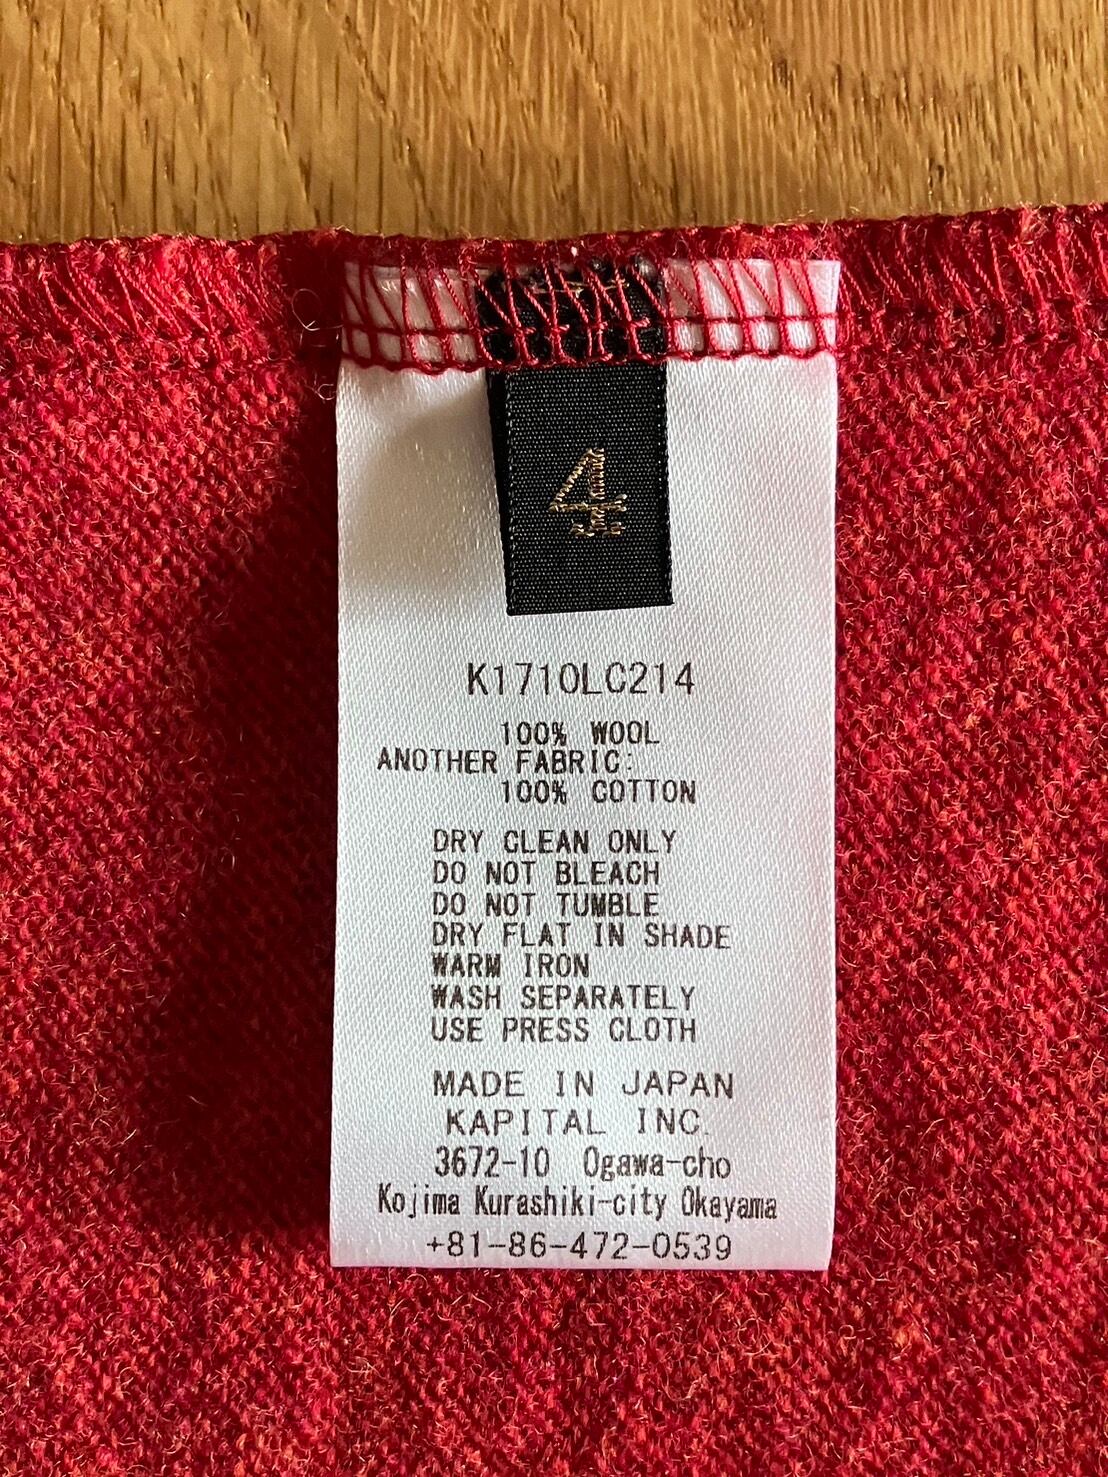 4
K1710LC214
100% WOOL
ANOTHER FABRIC:
100% COTTON
DRY CLEAN ONLY
DO NOT BLEACH
DO NOT TUMBLE
DRY FLAT IN SHADE
WARM IRON
WASH SEPARATELY
USE PRESS CLOTH
MADE IN JAPAN
KAPITAL INC.
3672-10 Ogawa-cho
Kojima Kurashiki-city Okayama
+81-86-472-0539